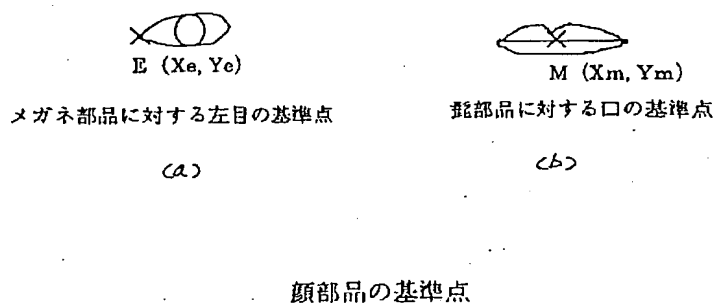 E (Xe, Ye)
M (Xm, Ym)
メガネ部品に対する左目の基準点
髭部品に対する口の基準点
(a)
(b)
顔部品の基準点